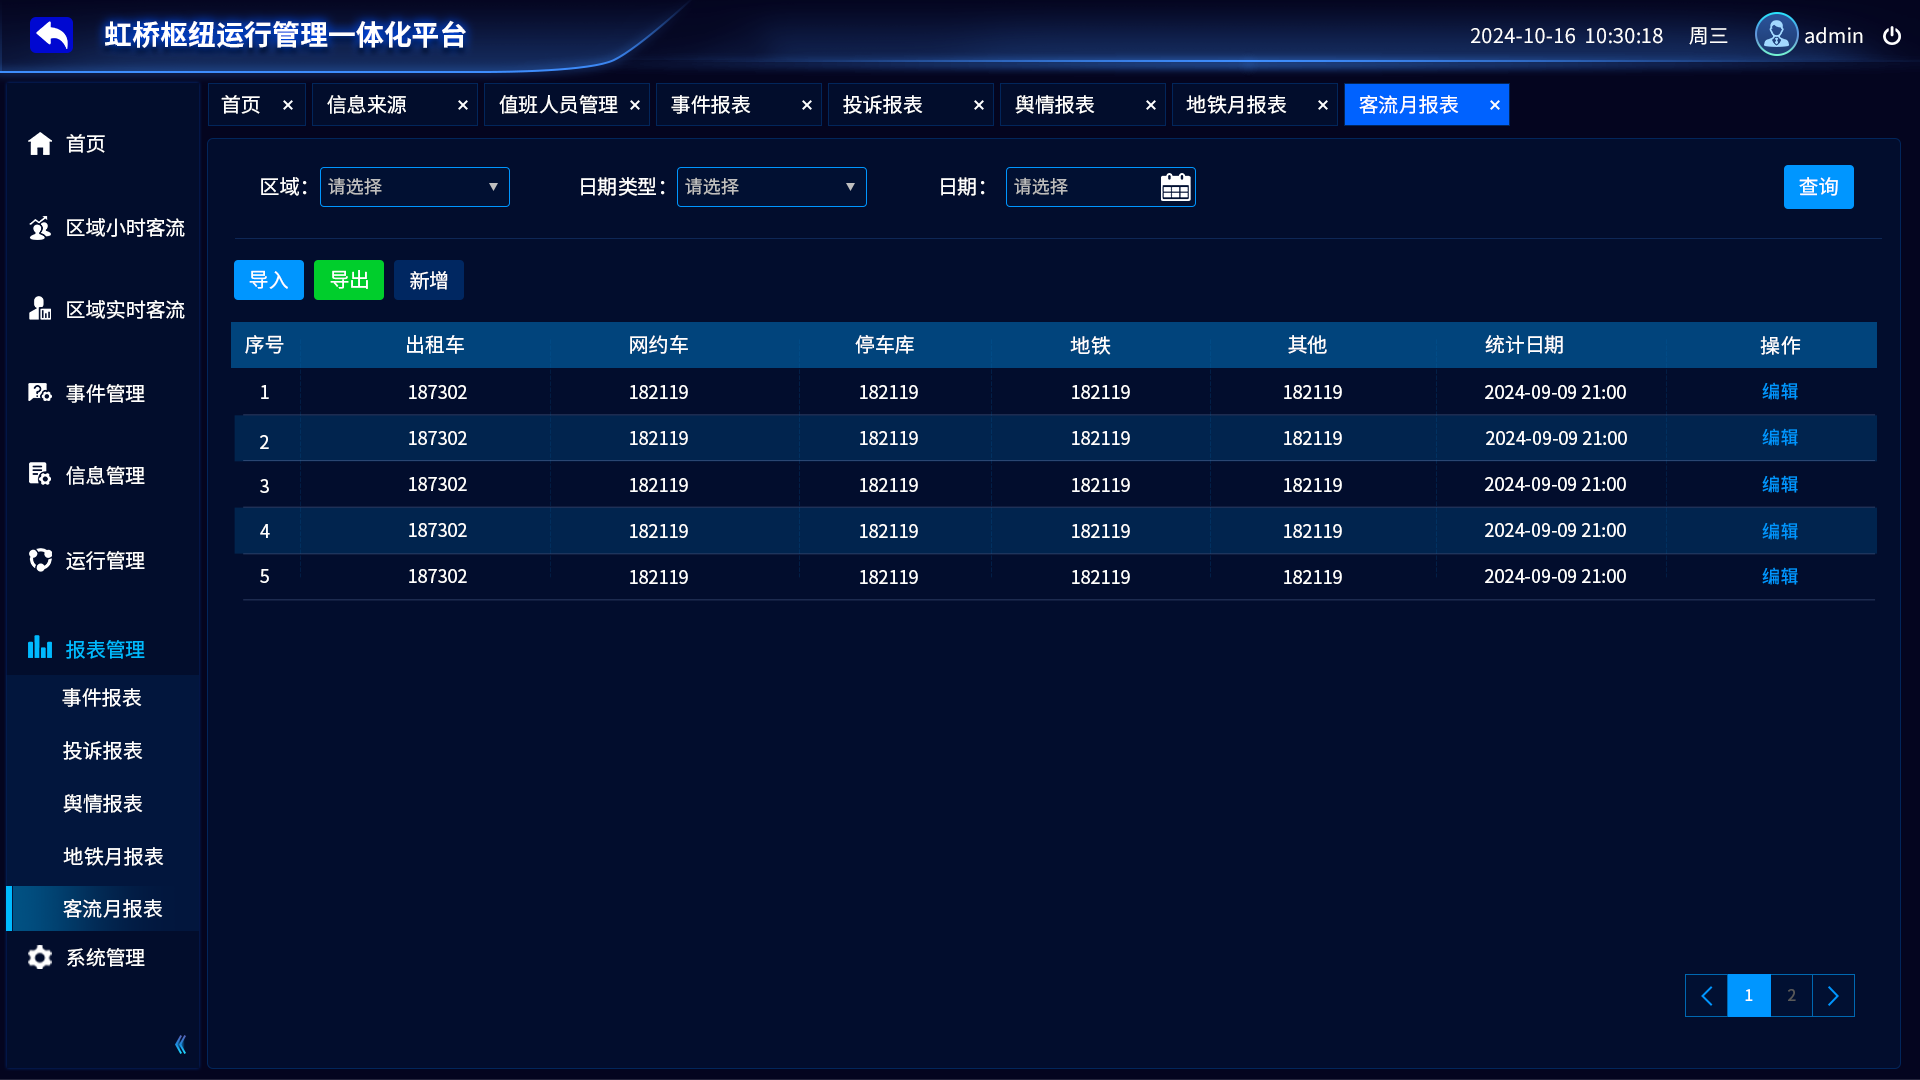 虹桥枢纽运行管理一体化平台
2024-10-16 10:30:18 周三 admin
首页 × 信息来源 × 值班人员管理 × 事件报表 × 投诉报表 × 舆情报表 × 地铁月报表 × 客流月报表 ×
首页
区域小时客流
区域实时客流
事件管理
信息管理
运行管理
报表管理
事件报表
投诉报表
舆情报表
地铁月报表
客流月报表
系统管理
区域： 请选择 日期类型： 请选择 日期： 请选择 查询
导入 导出 新增
序号 出租车 网约车 停车库 地铁 其他 统计日期 操作
1 187302 182119 182119 182119 182119 2024-09-09 21:00 编辑
2 187302 182119 182119 182119 182119 2024-09-09 21:00 编辑
3 187302 182119 182119 182119 182119 2024-09-09 21:00 编辑
4 187302 182119 182119 182119 182119 2024-09-09 21:00 编辑
5 187302 182119 182119 182119 182119 2024-09-09 21:00 编辑
1 2